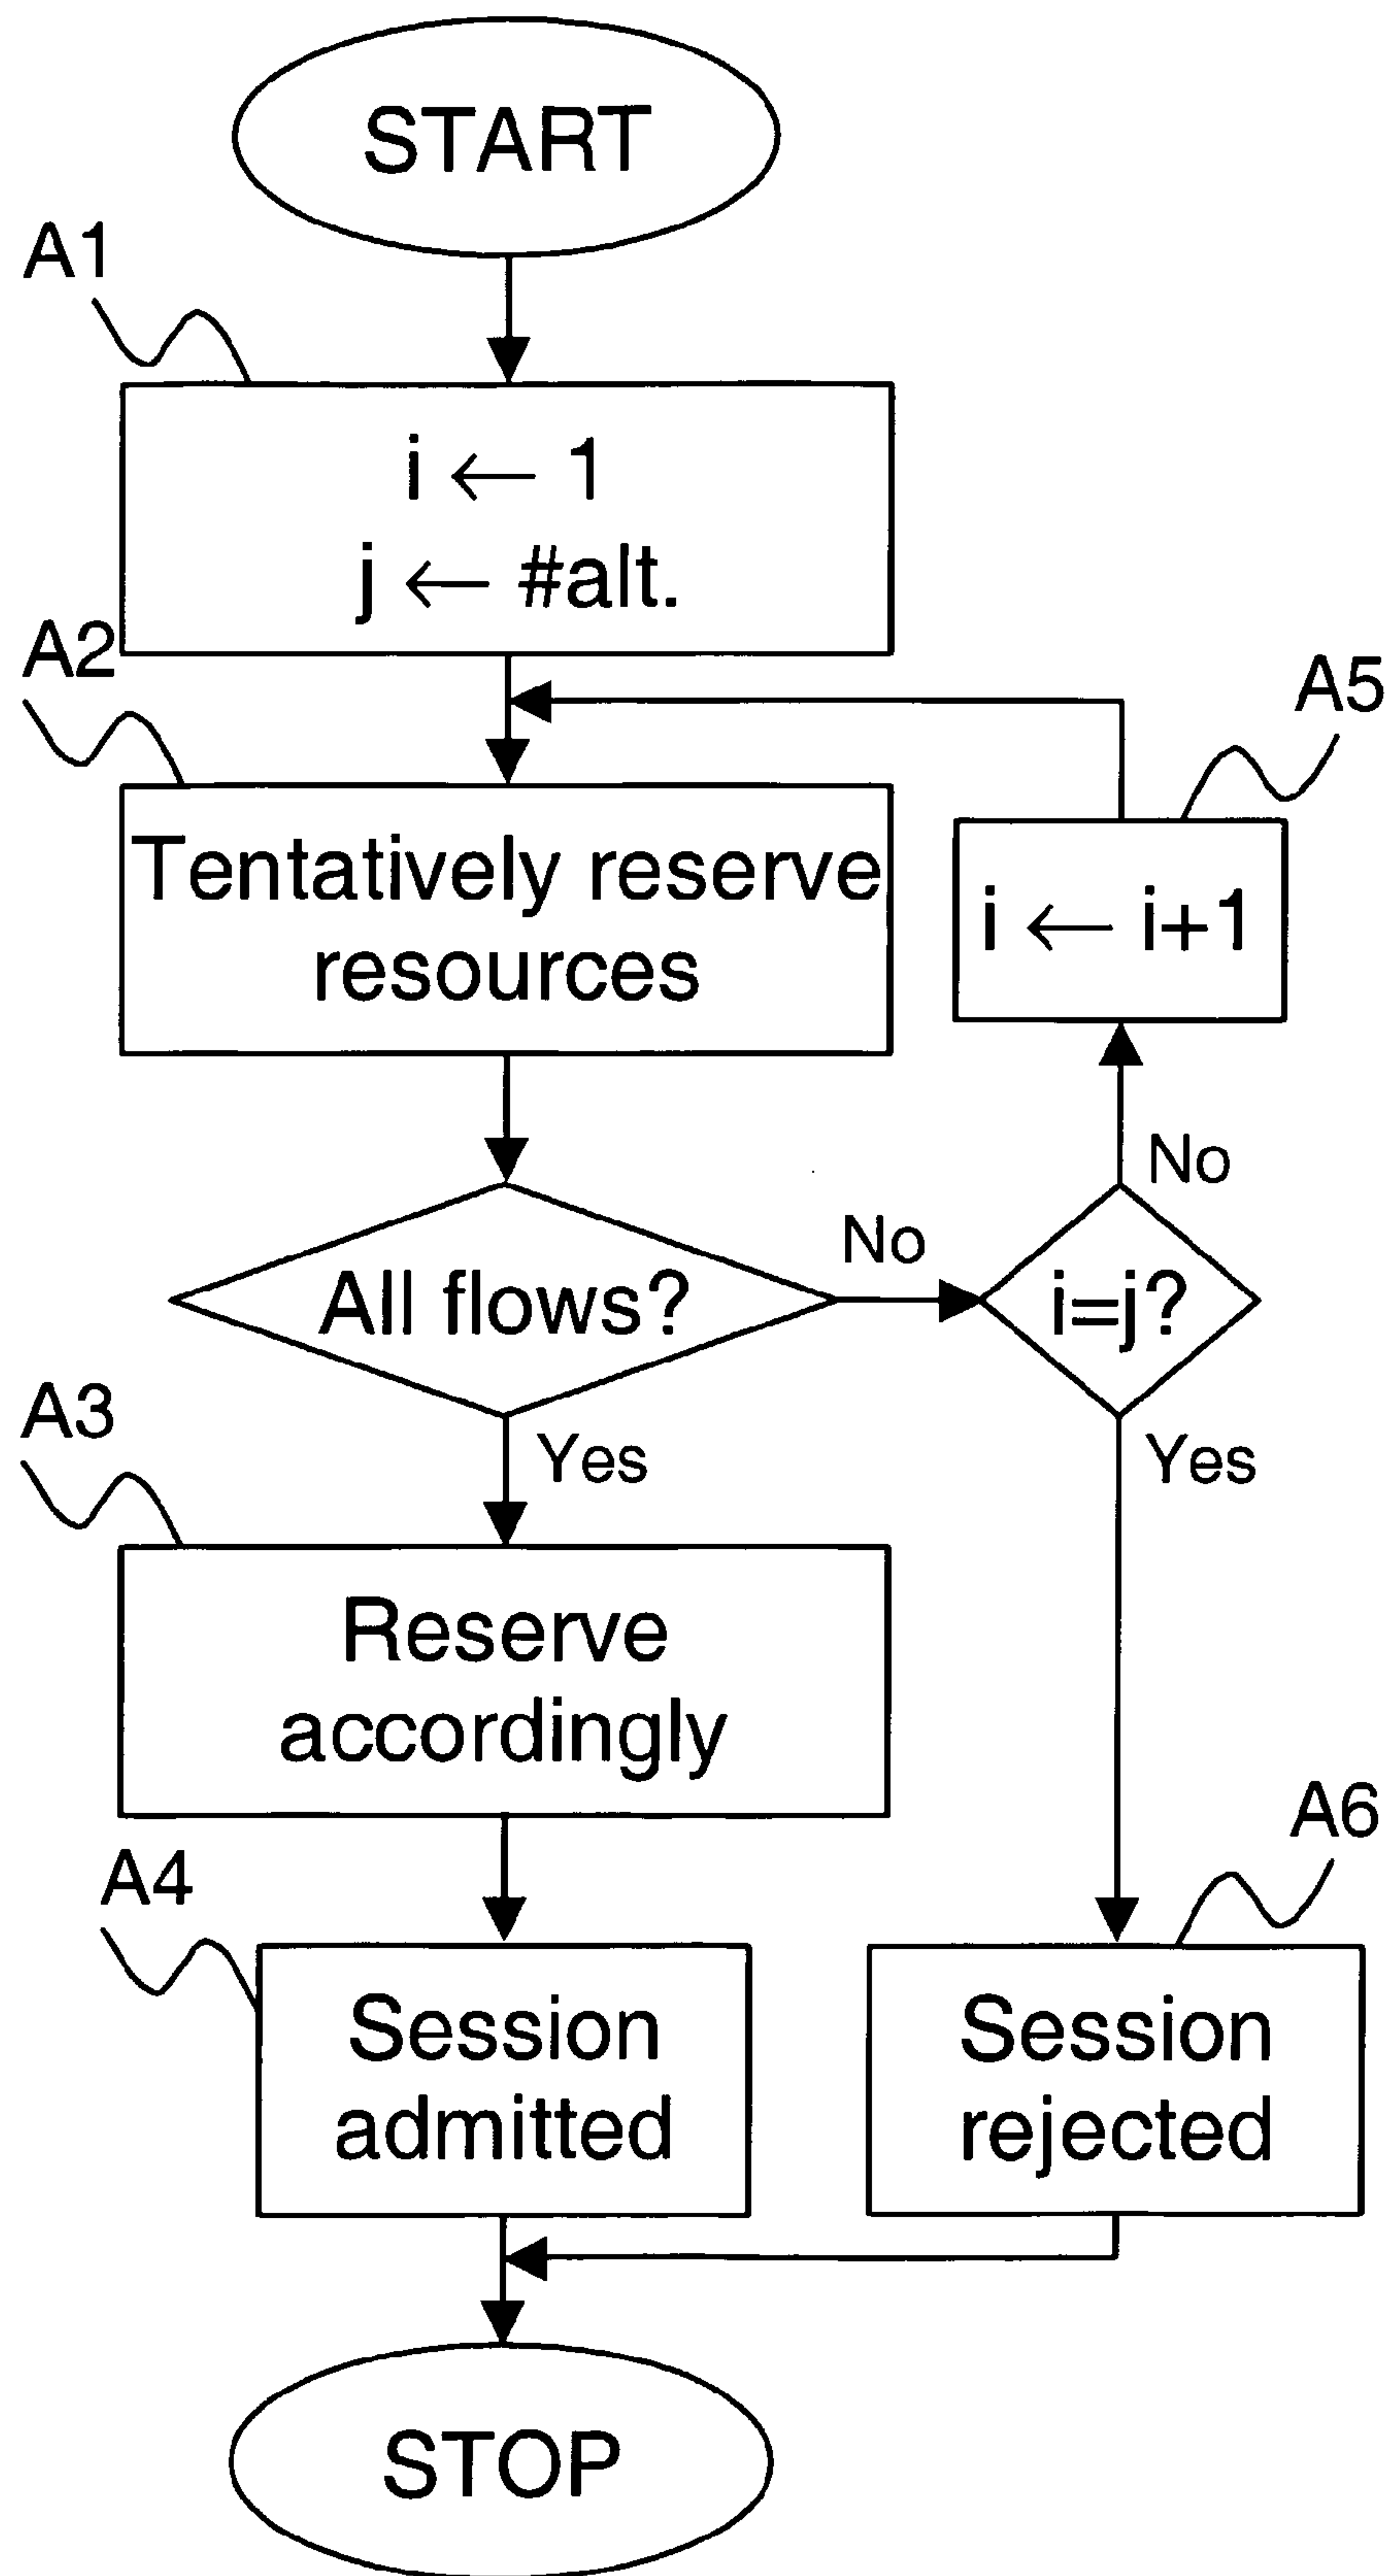 START
A1
i ← 1
j ← #alt.
A2
A5
Tentatively reserve
resources
i ← i+1
No
No
All flows?
i=j?
A3
Yes
Yes
Reserve
accordingly
A6
A4
Session
admitted
Session
rejected
STOP